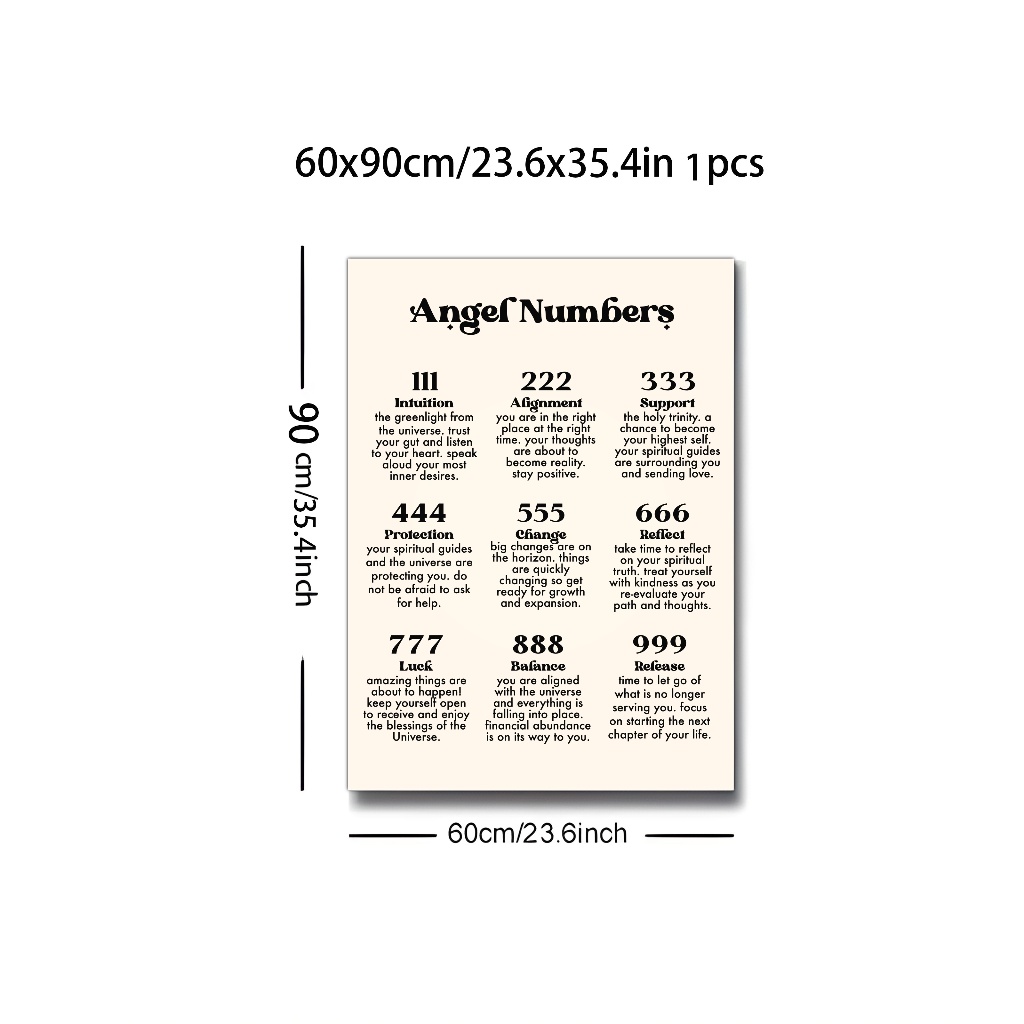 60x90cm/23.6x35.4in 1pcs
90 cm/35.4inch
Angel Numbers
111
Intuition
the greenlight from
the universe. trust
your gut and listen
to your heart. speak
aloud your most
inner desires.
222
Alignment
you are in the right
place at the right
time. your thoughts
are about to
become reality.
stay positive.
333
Support
the holy trinity. a
chance to become
your highest self.
your spiritual guides
are surrounding you
and sending love.
444
Protection
your spiritual guides
and the universe are
protecting you. do
not be afraid to ask
for help.
555
Change
big changes are on
the horizon. things
are quickly
changing so get
ready for growth
and expansion.
666
Reflect
take time to reflect
on your spiritual
truth. treat yourself
with kindness as you
re-evaluate your
path and thoughts.
777
Luck
amazing things are
about to happen!
keep yourself open
to receive and enjoy
the blessings of the
Universe.
888
Balance
you are aligned
with the universe
and everything is
falling into place.
financial abundance
is on its way to you.
999
Release
time to let go of
what is no longer
serving you. focus
on starting the next
chapter of your life.
60cm/23.6inch